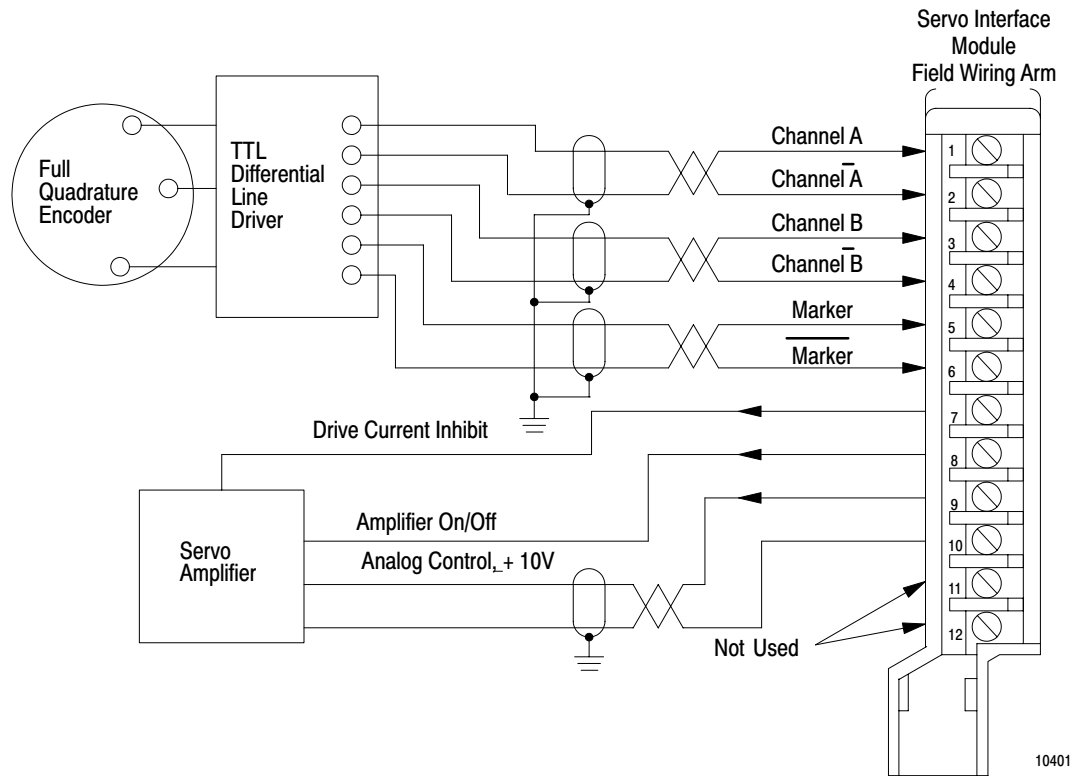 Servo Interface
Module
Field Wiring Arm
Full
Quadrature
Encoder
TTL
Differential
Line
Driver
Channel A
Channel A̅
Channel B
Channel B̅
Marker
M̅a̅r̅k̅e̅r̅
1
2
3
4
5
6
7
8
9
10
11
12
Drive Current Inhibit
Servo
Amplifier
Amplifier On/Off
Analog Control, ± 10V
Not Used
10401